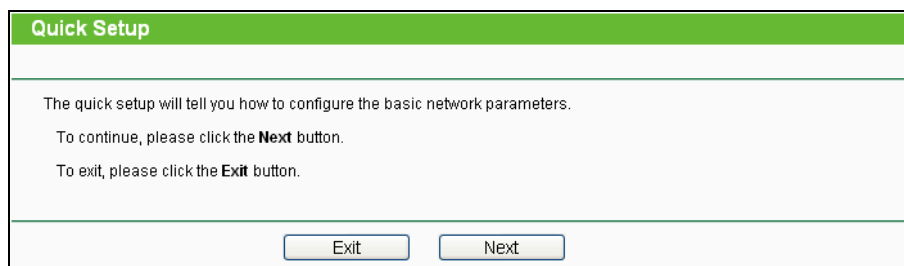 Quick Setup
The quick setup will tell you how to configure the basic network parameters.
To continue, please click the Next button.
To exit, please click the Exit button.
Exit Next